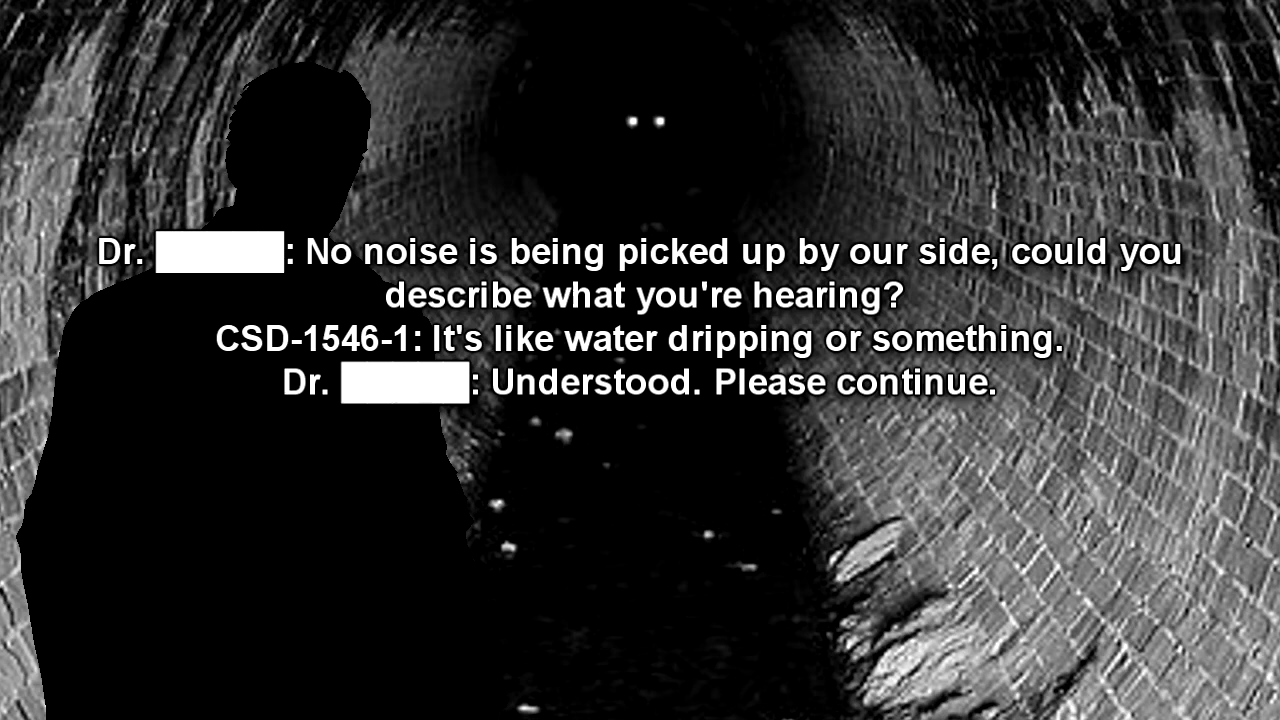 Dr. : No noise is being picked up by our side, could you
describe what you're hearing?
CSD-1546-1: It's like water dripping or something.
Dr. : Understood. Please continue.